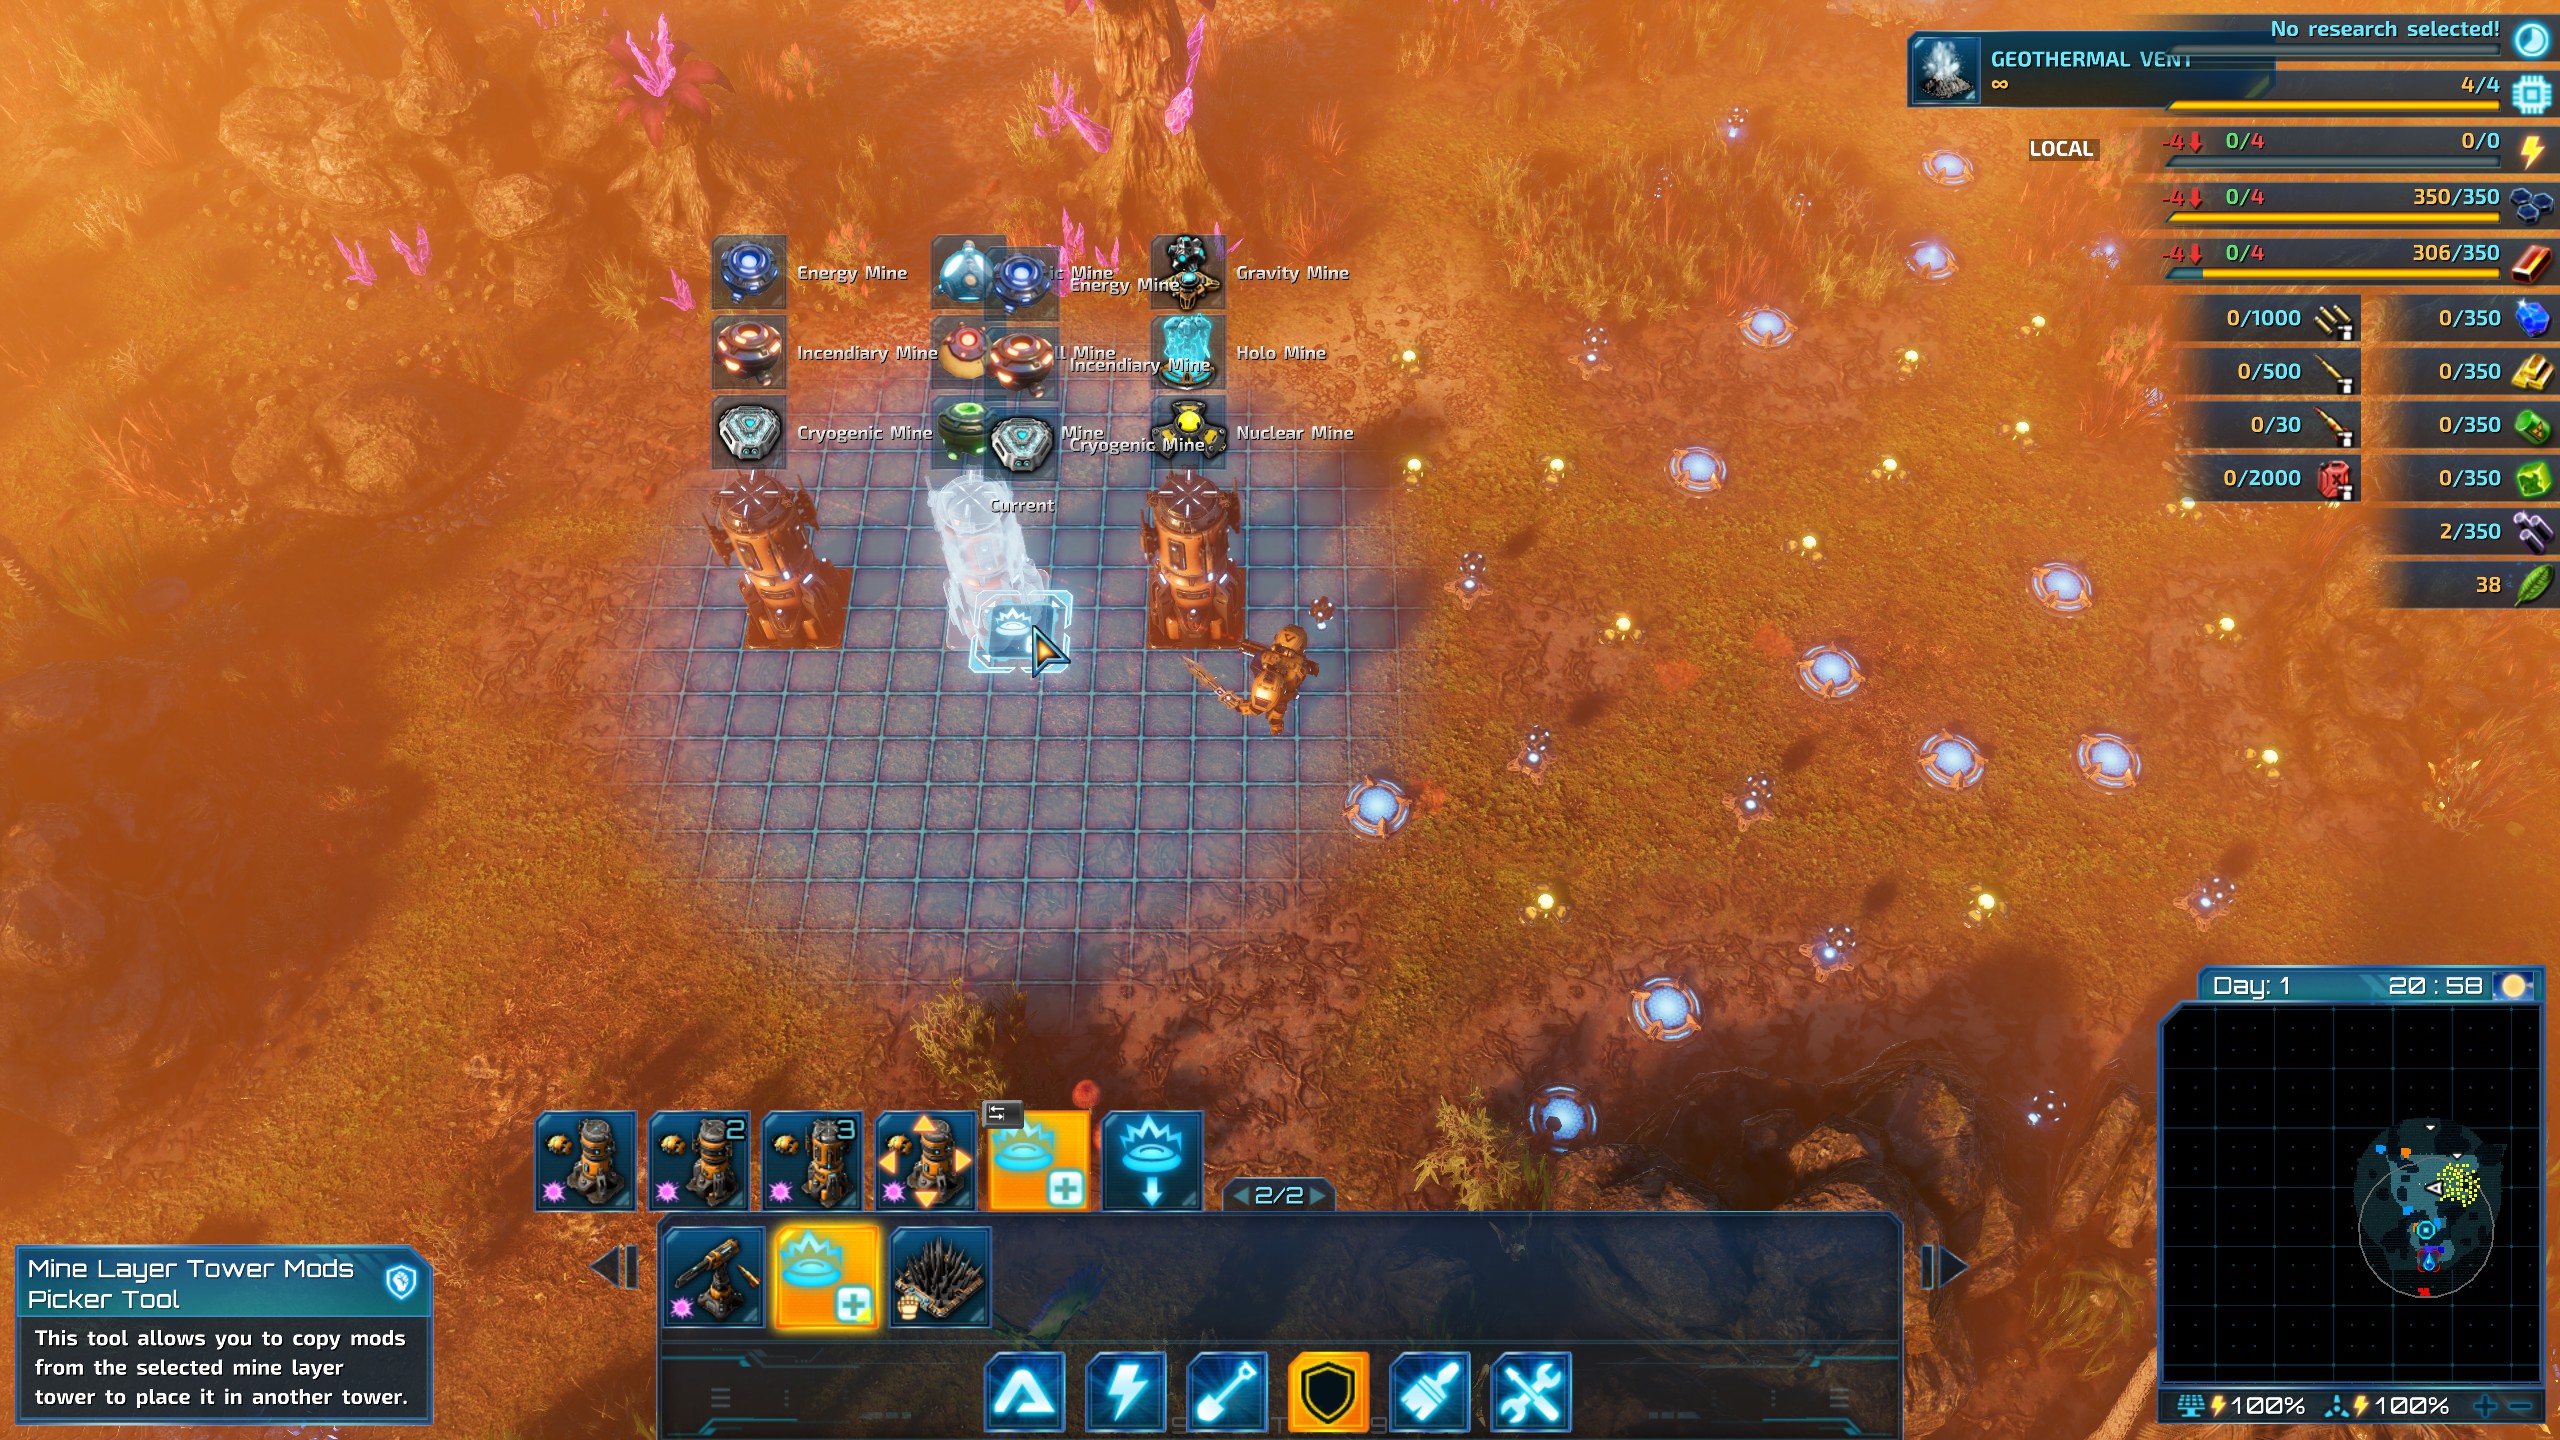 No research selected!
GEOTHERMAL VENT
∞
4/4
LOCAL
-4 0/4 0/0
-4 0/4 350/350
-4 0/4 306/350
0/1000 0/350
0/500 0/350
0/30 0/350
0/2000 0/350
2/350
38
Energy Mine
ic Mine
Energy Mine
Gravity Mine
Incendiary Mine
Mine
Incendiary Mine
Holo Mine
Cryogenic Mine
Mine
Cryogenic Mine
Nuclear Mine
Current
Day: 1 20:58
2
3
2/2
Mine Layer Tower Mods
Picker Tool
This tool allows you to copy mods
from the selected mine layer
tower to place it in another tower.
100% 100%